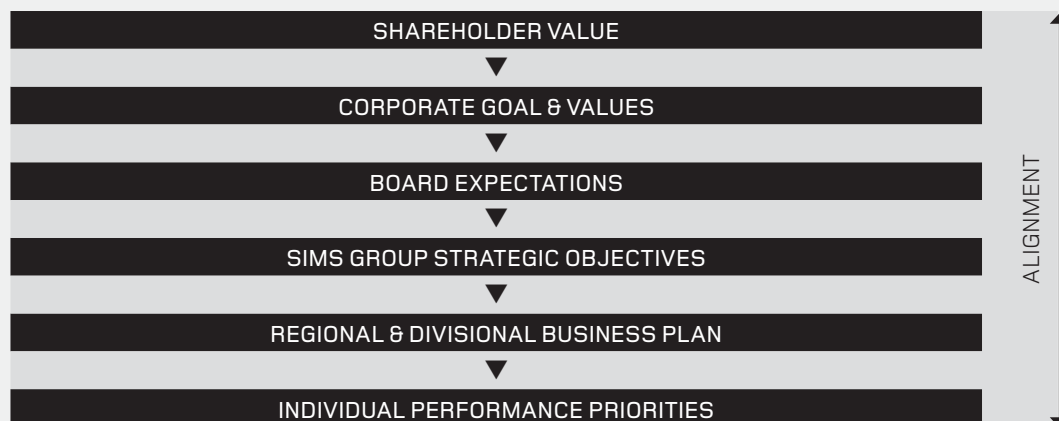 SHAREHOLDER VALUE
CORPORATE GOAL & VALUES
BOARD EXPECTATIONS
SIMS GROUP STRATEGIC OBJECTIVES
REGIONAL & DIVISIONAL BUSINESS PLAN
INDIVIDUAL PERFORMANCE PRIORITIES
ALIGNMENT